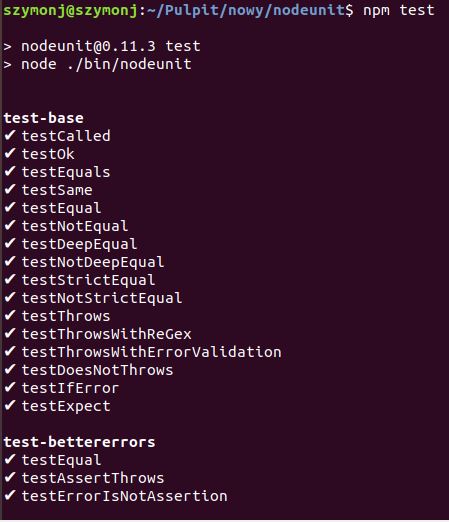 szymonj@szymonj:~/Pulpit/nowy/nodeunit$ npm test
> nodeunit@0.11.3 test
> node ./bin/nodeunit
test-base
✔ testCalled
✔ testOk
✔ testEquals
✔ testSame
✔ testEqual
✔ testNotEqual
✔ testDeepEqual
✔ testNotDeepEqual
✔ testStrictEqual
✔ testNotStrictEqual
✔ testThrows
✔ testThrowsWithReGex
✔ testThrowsWithErrorValidation
✔ testDoesNotThrows
✔ testIfError
✔ testExpect
test-bettererrors
✔ testEqual
✔ testAssertThrows
✔ testErrorIsNotAssertion